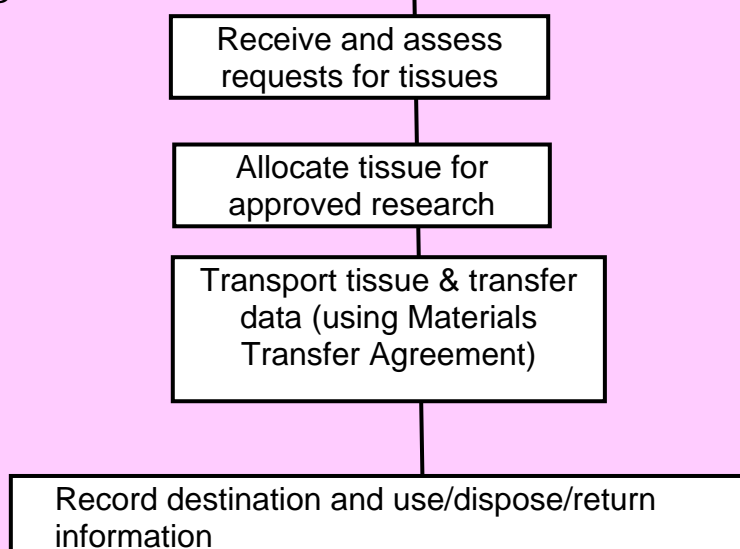 Receive and assess
requests for tissues
Allocate tissue for
approved research
Transport tissue & transfer
data (using Materials
Transfer Agreement)
Record destination and use/dispose/return
information